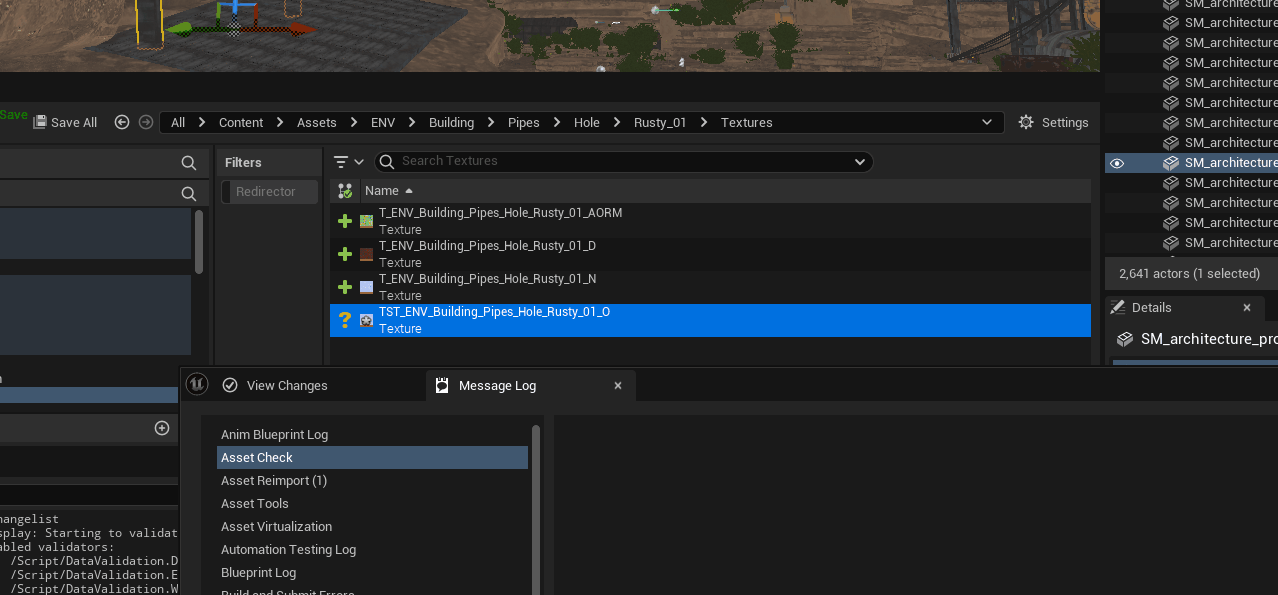 SM_architecture
SM_architecture
SM_architecture
SM_architecture
SM_architecture
SM_architecture
SM_architecture
SM_architecture
SM_architecture
SM_architecture
SM_architecture
SM_architecture
SM_architecture
2,641 actors (1 selected)
Details
SM_architecture_pro
Save
Save All
All > Content > Assets > ENV > Building > Pipes > Hole > Rusty_01 > Textures
Settings
Filters
Redirector
Search Textures
Name
T_ENV_Building_Pipes_Hole_Rusty_01_AORM
Texture
T_ENV_Building_Pipes_Hole_Rusty_01_D
Texture
T_ENV_Building_Pipes_Hole_Rusty_01_N
Texture
TST_ENV_Building_Pipes_Hole_Rusty_01_O
Texture
View Changes
Message Log
Anim Blueprint Log
Asset Check
Asset Reimport (1)
Asset Tools
Asset Virtualization
Automation Testing Log
Blueprint Log
Build and Submit Errors
hangelist
splay: Starting to validat
abled validators:
/Script/DataValidation.D
/Script/DataValidation.E
/Script/DataValidation.W